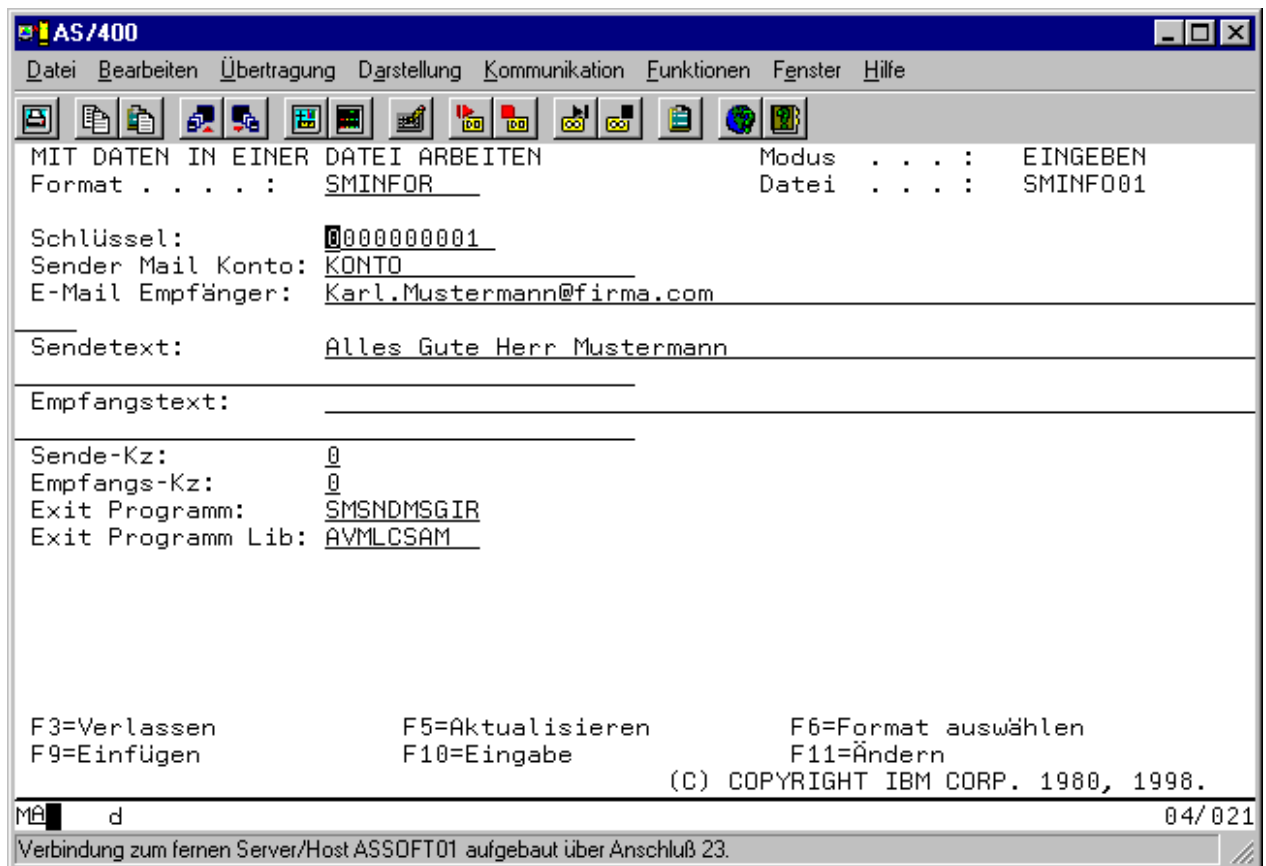 AS/400
Datei Bearbeiten Übertragung Darstellung Kommunikation Funktionen Fenster Hilfe
MIT DATEN IN EINER DATEI ARBEITEN Modus . . . : EINGEBEN
Format . . . . : SMINFOR Datei . . . : SMINFO01
Schlüssel: 0000000001
Sender Mail Konto: KONTO
E-Mail Empfänger: Karl.Mustermann@firma.com
Sendetext: Alles Gute Herr Mustermann
Empfangstext:
Sende-Kz: 0
Empfangs-Kz: 0
Exit Programm: SMSNDMSGIR
Exit Programm Lib: AVMLCSAM
F3=Verlassen F5=Aktualisieren F6=Format auswählen
F9=Einfügen F10=Eingabe F11=Ändern
(C) COPYRIGHT IBM CORP. 1980, 1998.
MA d 04/021
Verbindung zum fernen Server/Host ASSOFT01 aufgebaut über Anschluß 23.